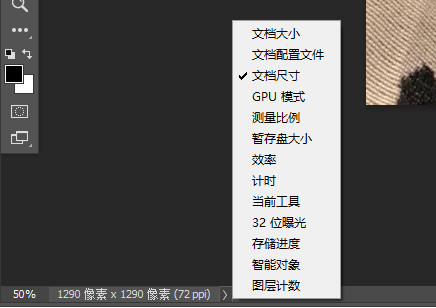 文档大小
文档配置文件
文档尺寸
GPU 模式
测量比例
暂存盘大小
效率
计时
当前工具
32 位曝光
存储进度
智能对象
图层计数
50% 1290 像素 x 1290 像素 (72 ppi)